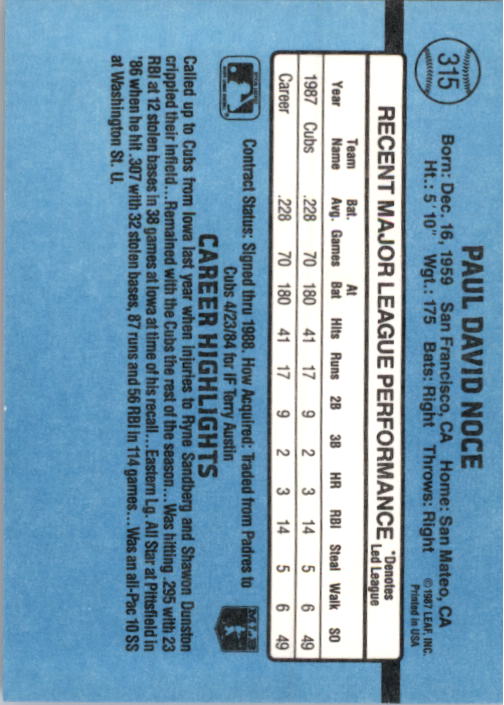 315
PAUL DAVID NOCE
Born: Dec. 16, 1959 San Francisco, CA Home: San Mateo, CA
Ht.: 5' 10" Wgt.: 175 Bats: Right Throws: Right
© 1987 LEAF, INC.
Printed in USA
RECENT MAJOR LEAGUE PERFORMANCE *Denotes
Led League
Year Team Name Bat. Avg. Games At Bat Hits Runs 2B 3B HR RBI Steal Walk SO
1987 Cubs .228 70 180 41 17 9 2 3 14 5 6 49
Career .228 70 180 41 17 9 2 3 14 5 6 49
Contract Status: Signed thru 1988. How Acquired: Traded from Padres to
Cubs 4/23/84 for IF Terry Austin
CAREER HIGHLIGHTS
Called up to Cubs from Iowa last year when injuries to Ryne Sandberg and Shawon Dunston
crippled their infield...Remained with the Cubs the rest of the season...Was hitting .295 with 23
RBI at 12 stolen bases in 38 games at Iowa at time of his recall...Eastern Lg. All Star at Pittsfield in
'86 when he hit .307 with 32 stolen bases, 87 runs and 56 RBI in 114 games...Was an all-Pac 10 SS
at Washington St. U.